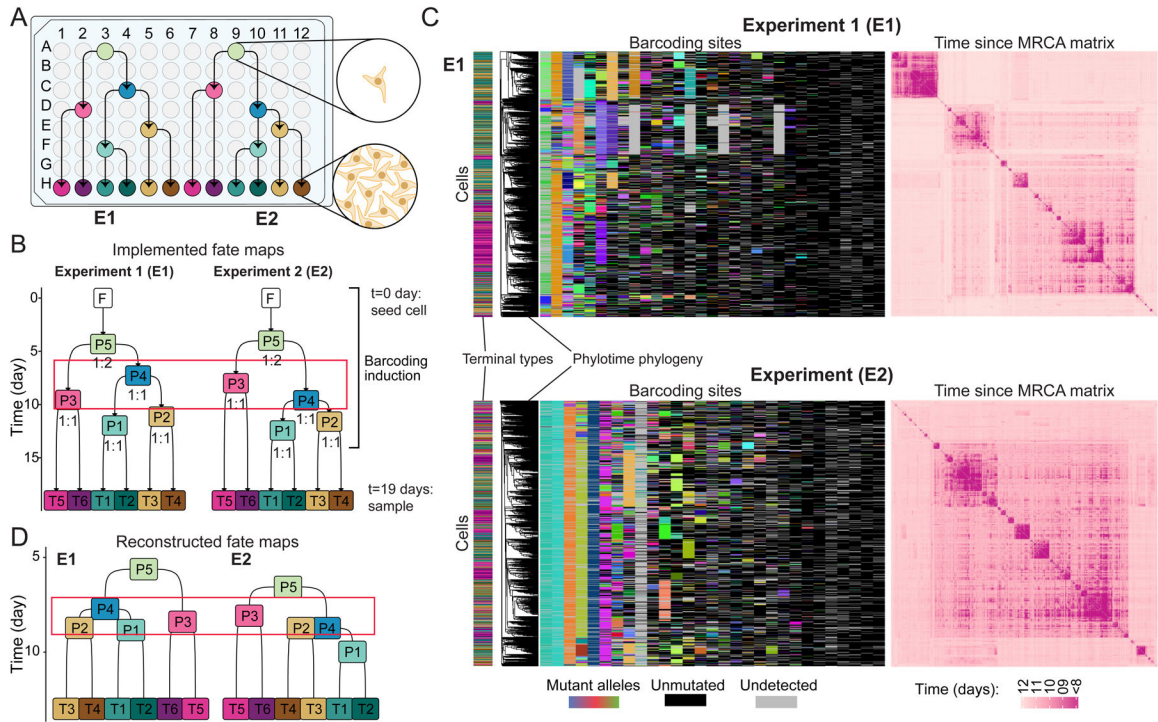 A
1 2 3 4 5 6 7 8 9 10 11 12
A
B
C
D
E
F
G
H
E1 E2
B
Implemented fate maps
Experiment 1 (E1) Experiment 2 (E2)
Time (day)
0
5
10
15
F F
P5 P5
1:2 1:2
P4 P3
1:1 1:1
P3 P4
1:1 1:1
P1 P2 P1 P2
1:1 1:1 1:1 1:1
T5 T6 T1 T2 T3 T4 T5 T6 T1 T2 T3 T4
t=0 day:
seed cell
Barcoding
induction
t=19 days:
sample
D
Reconstructed fate maps
E1 E2
Time (day)
5
10
P5 P5
P4 P3 P2 P1
P3 P2 P4 P1
T3 T4 T1 T2 T6 T5 T5 T6 T4 T3 T1 T2
C
Experiment 1 (E1)
Barcoding sites
Time since MRCA matrix
E1
Cells
Terminal types
Phylotime phylogeny
Experiment (E2)
Barcoding sites
Time since MRCA matrix
Cells
Mutant alleles
Unmutated
Undetected
Time (days):
12 11 10 09 <8